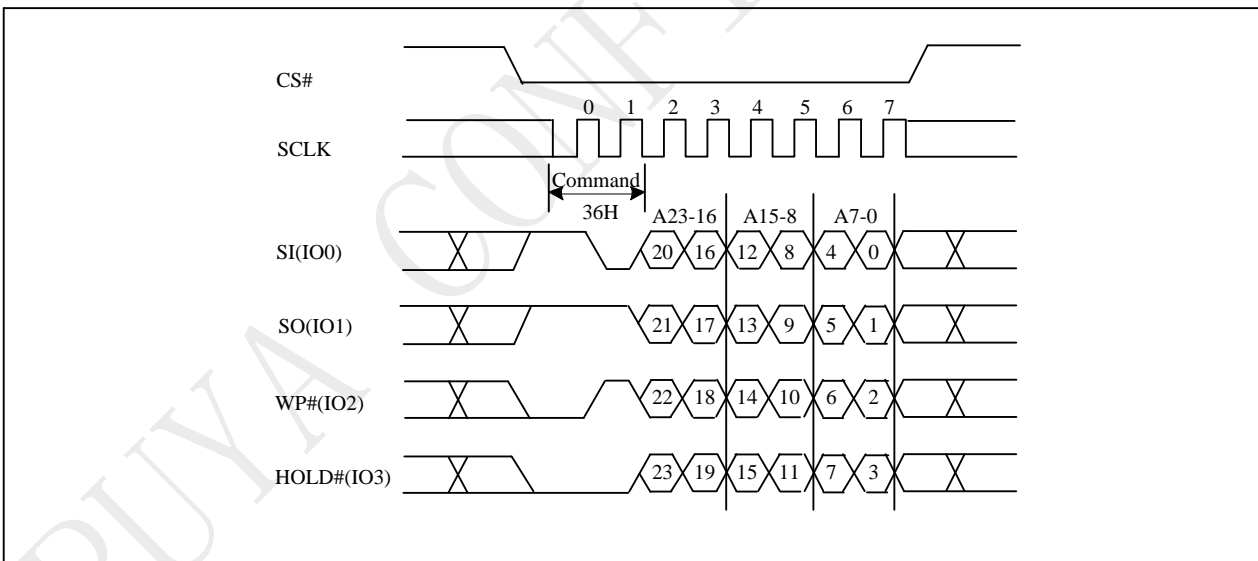 PUYA CONF
CS#
0 1 2 3 4 5 6 7
SCLK
Command
36H
A23-16 A15-8 A7-0
SI(IO0) 20 16 12 8 4 0
SO(IO1) 21 17 13 9 5 1
WP#(IO2) 22 18 14 10 6 2
HOLD#(IO3) 23 19 15 11 7 3